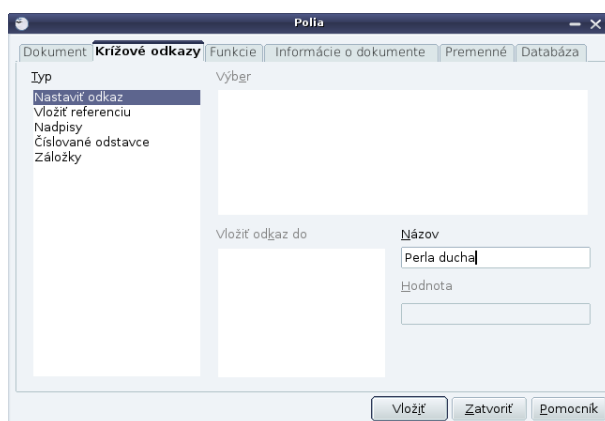 Polia
Dokument Krížové odkazy Funkcie Informácie o dokumente Premenné Databáza
Typ
Nastaviť odkaz
Vložiť referenciu
Nadpisy
Číslované odstavce
Záložky
Výber
Vložiť odkaz do
Názov
Perla ducha
Hodnota
Vložiť Zatvoriť Pomocník